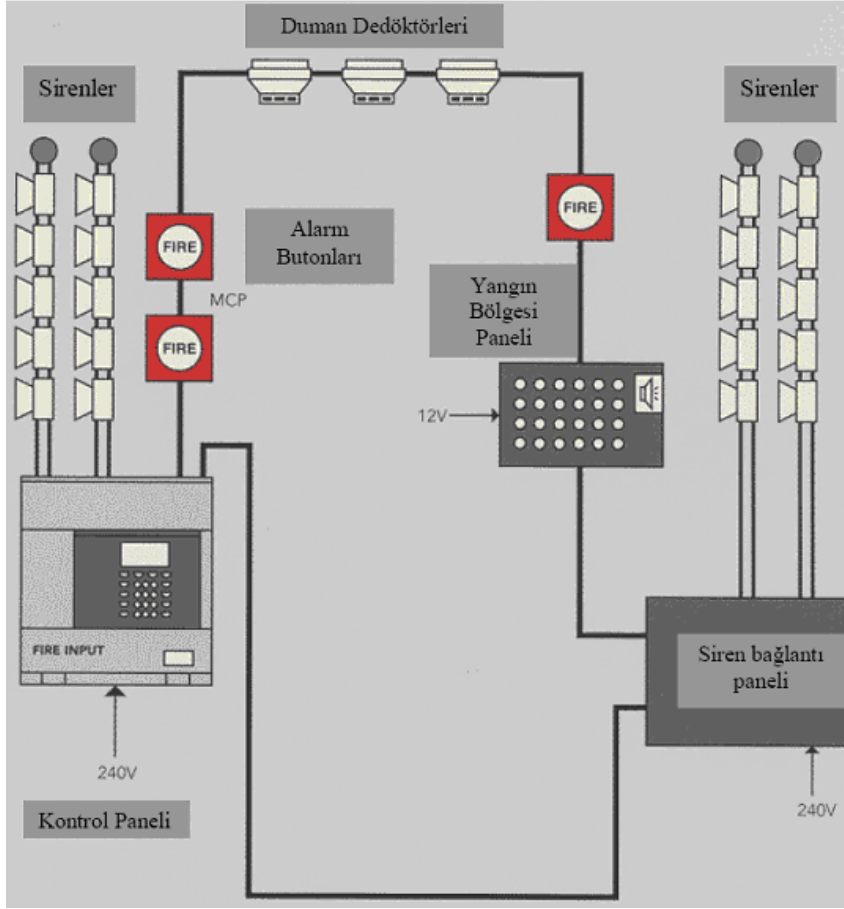 Duman Dedöktörleri
Sirenler
Sirenler
FIRE
Alarm
Butonları
FIRE
MCP
Yangın
Bölgesi
Paneli
FIRE
12V
FIRE INPUT
Siren bağlantı
paneli
240V
240V
Kontrol Paneli